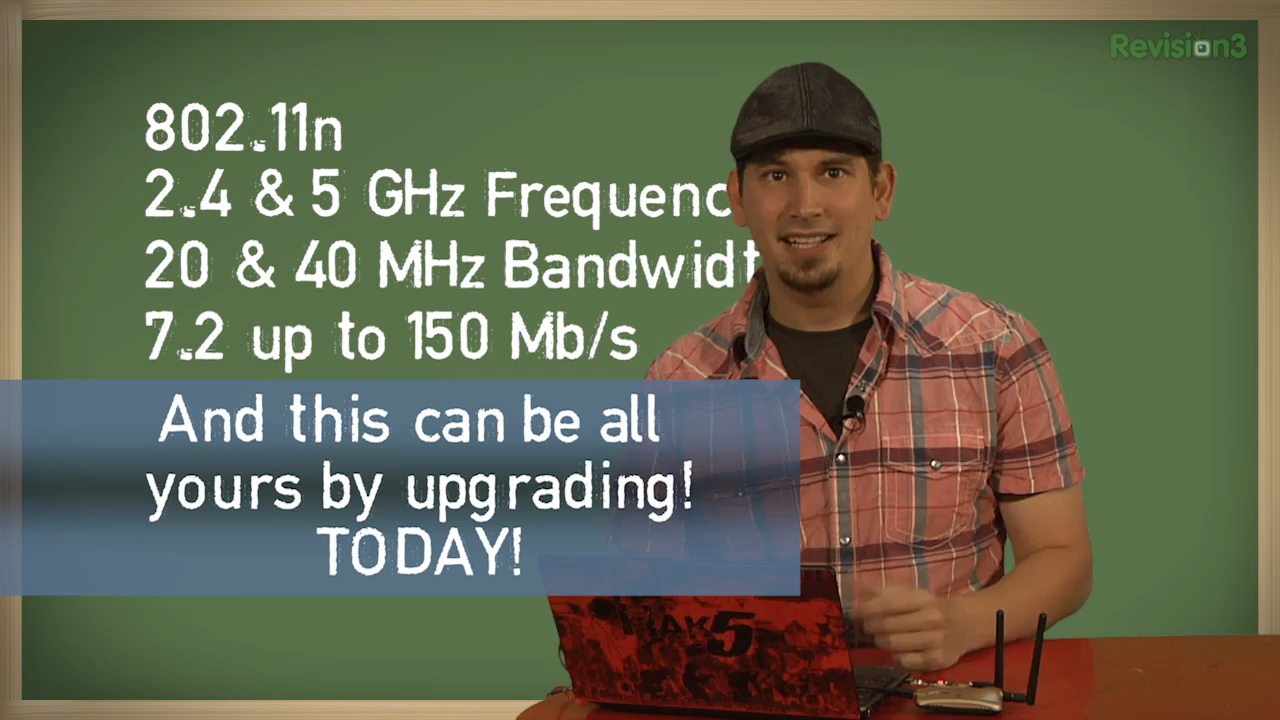 Revision3
802.11n
2.4 & 5 GHz Frequenc
20 & 40 MHz Bandwidt
7.2 up to 150 Mb/s
And this can be all
yours by upgrading!
TODAY!
HAK5